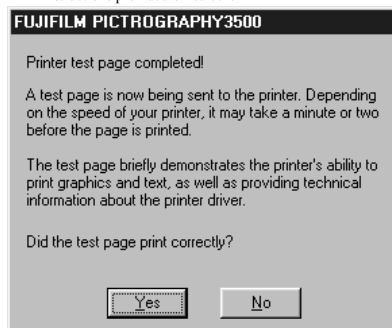 FUJIFILM PICTROGRAPHY3500
Printer test page completed!
A test page is now being sent to the printer. Depending
on the speed of your printer, it may take a minute or two
before the page is printed.
The test page briefly demonstrates the printer's ability to
print graphics and text, as well as providing technical
information about the printer driver.
Did the test page print correctly?
Yes No